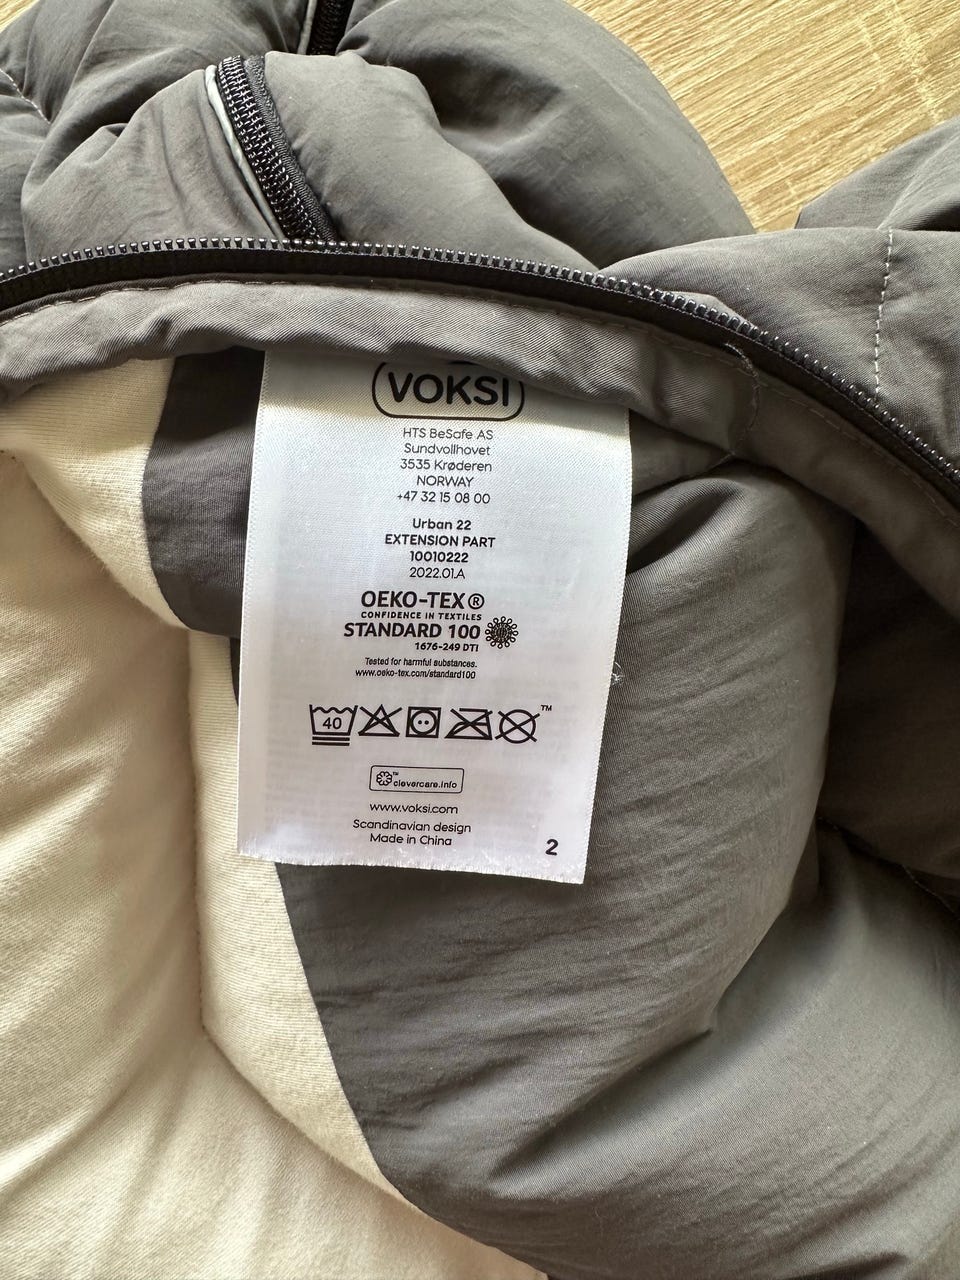 VOKSI
HTS BeSafe AS
Sundvollhovet
3535 Krøderen
NORWAY
+47 32 15 08 00
Urban 22
EXTENSION PART
10010222
2022.01.A
OEKO-TEX®
CONFIDENCE IN TEXTILES
STANDARD 100
1676-249 DTI
Tested for harmful substances.
www.oeko-tex.com/standard100
40 ™
™ clevercare.info
www.voksi.com
Scandinavian design
Made in China
2